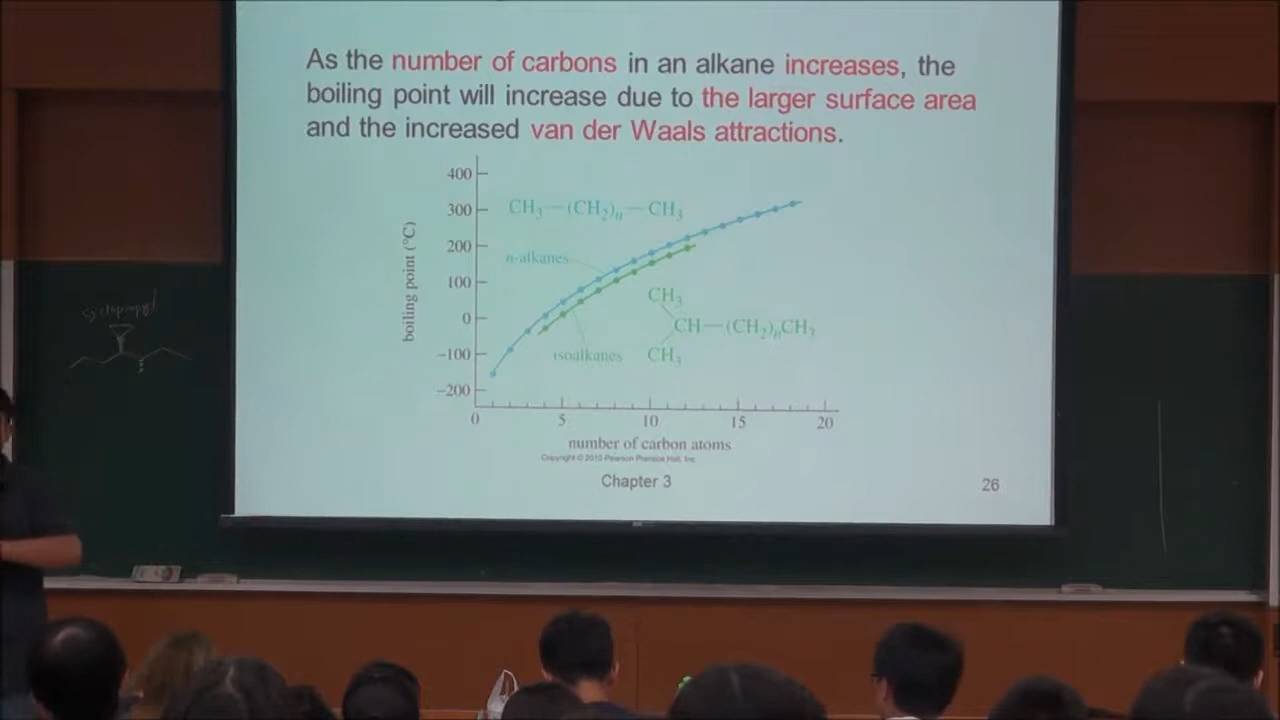 As the number of carbons in an alkane increases, the
boiling point will increase due to the larger surface area
and the increased van der Waals attractions.
400
300
200
100
0
−100
−200
boiling point (°C)
CH₃—(CH₂)ₙ—CH₃
n-alkanes
isoalkanes
CH₃
CH—(CH₂)ₙCH₃
CH₃
0 5 10 15 20
number of carbon atoms
Copyright © 2010 Pearson Prentice Hall, Inc.
Chapter 3
26